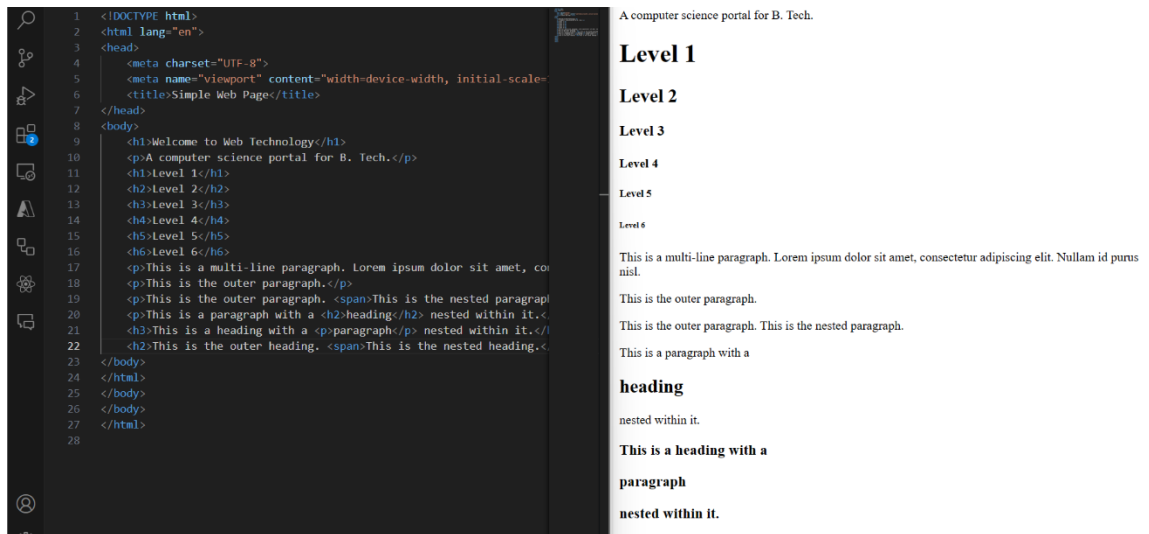 1 <!DOCTYPE html>
2 <html lang="en">
3 <head>
4 <meta charset="UTF-8">
5 <meta name="viewport" content="width=device-width, initial-scale=
6 <title>Simple Web Page</title>
7 </head>
8 <body>
9 <h1>Welcome to Web Technology</h1>
10 <p>A computer science portal for B. Tech.</p>
11 <h1>Level 1</h1>
12 <h2>Level 2</h2>
13 <h3>Level 3</h3>
14 <h4>Level 4</h4>
15 <h5>Level 5</h5>
16 <h6>Level 6</h6>
17 <p>This is a multi-line paragraph. Lorem ipsum dolor sit amet,
18 <p>This is the outer paragraph.</p>
19 <p>This is the outer paragraph. <span>This is the nested paragraph
20 <p>This is a paragraph with a <h2>heading</h2> nested within it.<
21 <h3>This is a heading with a <p>paragraph</p> nested within it.</
22 <h2>This is the outer heading. <span>This is the nested heading.<
23 </body>
24 </html>
25 </body>
26 </body>
27 </html>
28
2
A computer science portal for B. Tech.
Level 1
Level 2
Level 3
Level 4
Level 5
Level 6
This is a multi-line paragraph. Lorem ipsum dolor sit amet, consectetur adipiscing elit. Nullam id purus
nisl.
This is the outer paragraph.
This is the outer paragraph. This is the nested paragraph.
This is a paragraph with a
heading
nested within it.
This is a heading with a
paragraph
nested within it.